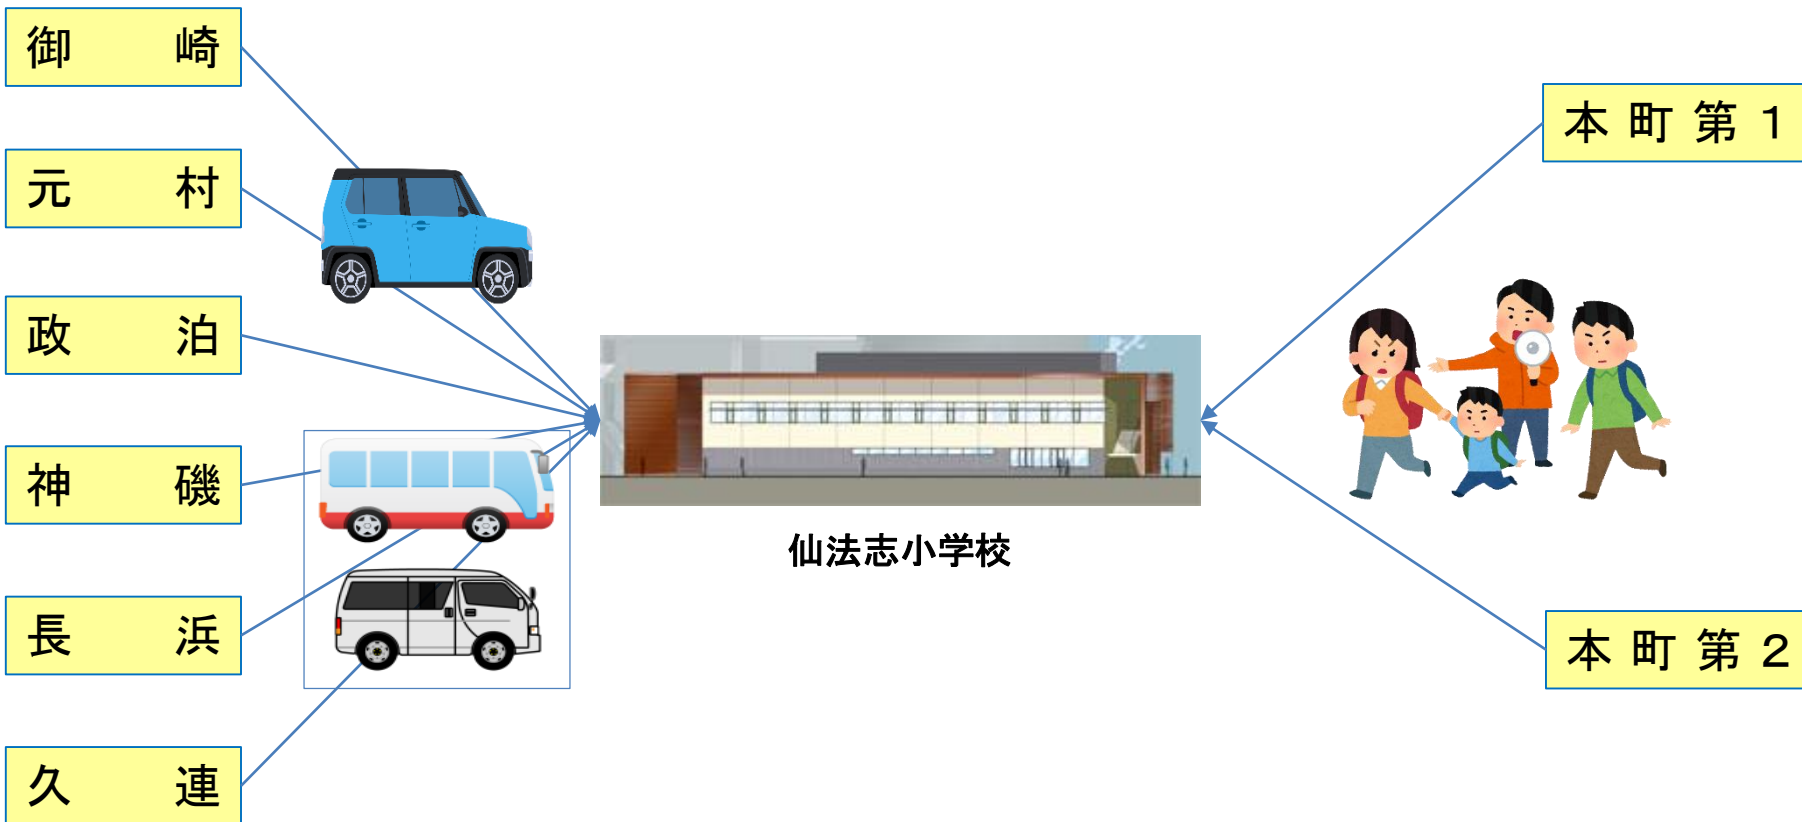 御崎
元村
政泊
神磯
長浜
久連
仙法志小学校
本町第1
本町第2